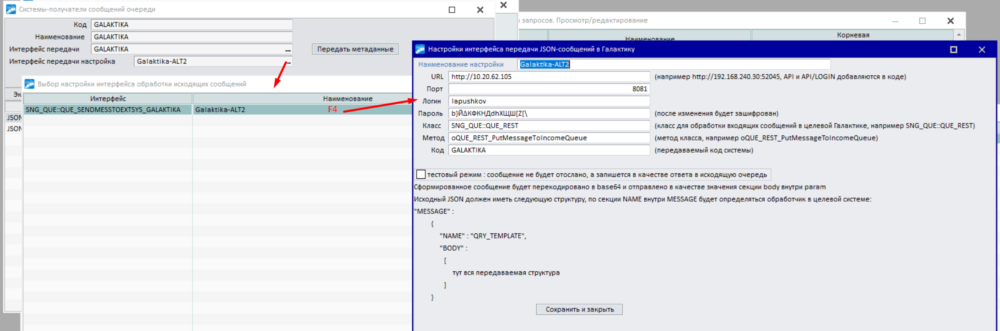 Системы-получатели сообщений очереди
Код GALAKTIKA
Наименование GALAKTIKA
Интерфейс передачи GALAKTIKA ...
Передать метаданные
Интерфейс передачи настройка Galaktika-ALT2 ...
Выбор настройки интерфейса обработки исходящих сообщений
Интерфейс Наименование
SNG_QUE::QUE_SENDMESSTOEXTSYS_GALAKTIKA Galaktika-ALT2 F4
Эк
JSON
JSON
запросов. Просмотр/редактирование
Наименование Корневая
Настройки интерфейса передачи JSON-сообщений в Галактику
Наименование настройки Galaktika-ALT2
URL http://10.20.62.105 (например http://192.168.240.30:52045, API и API/LOGIN добавляются в коде)
Порт 8081
Логин lapushkov
Пароль b}ЙΔКФКНДdhХЩШ[Z[\ (после изменения будет зашифрован)
Класс SNG_QUE::QUE_REST (класс для обработки входящих сообщений в целевой Галактике, например SNG_QUE::QUE_REST)
Метод oQUE_REST_PutMessageToIncomeQueue (метод класса, например oQUE_REST_PutMessageToIncomeQueue)
Код GALAKTIKA (передаваемый код системы)
тестовый режим : сообщение не будет отослано, а запишется в качестве ответа в исходящую очередь
Сформированное сообщение будет перекодировано в base64 и отправлено в качестве значения секции body внутри param
Исходный JSON должен иметь следующую структуру, по секции NAME внутри MESSAGE будет определяться обработчик в целевой системе:
"MESSAGE" :
{
"NAME" : "QRY_TEMPLATE",
"BODY" :
[
тут вся передаваемая структура
]
}
Сохранить и закрыть